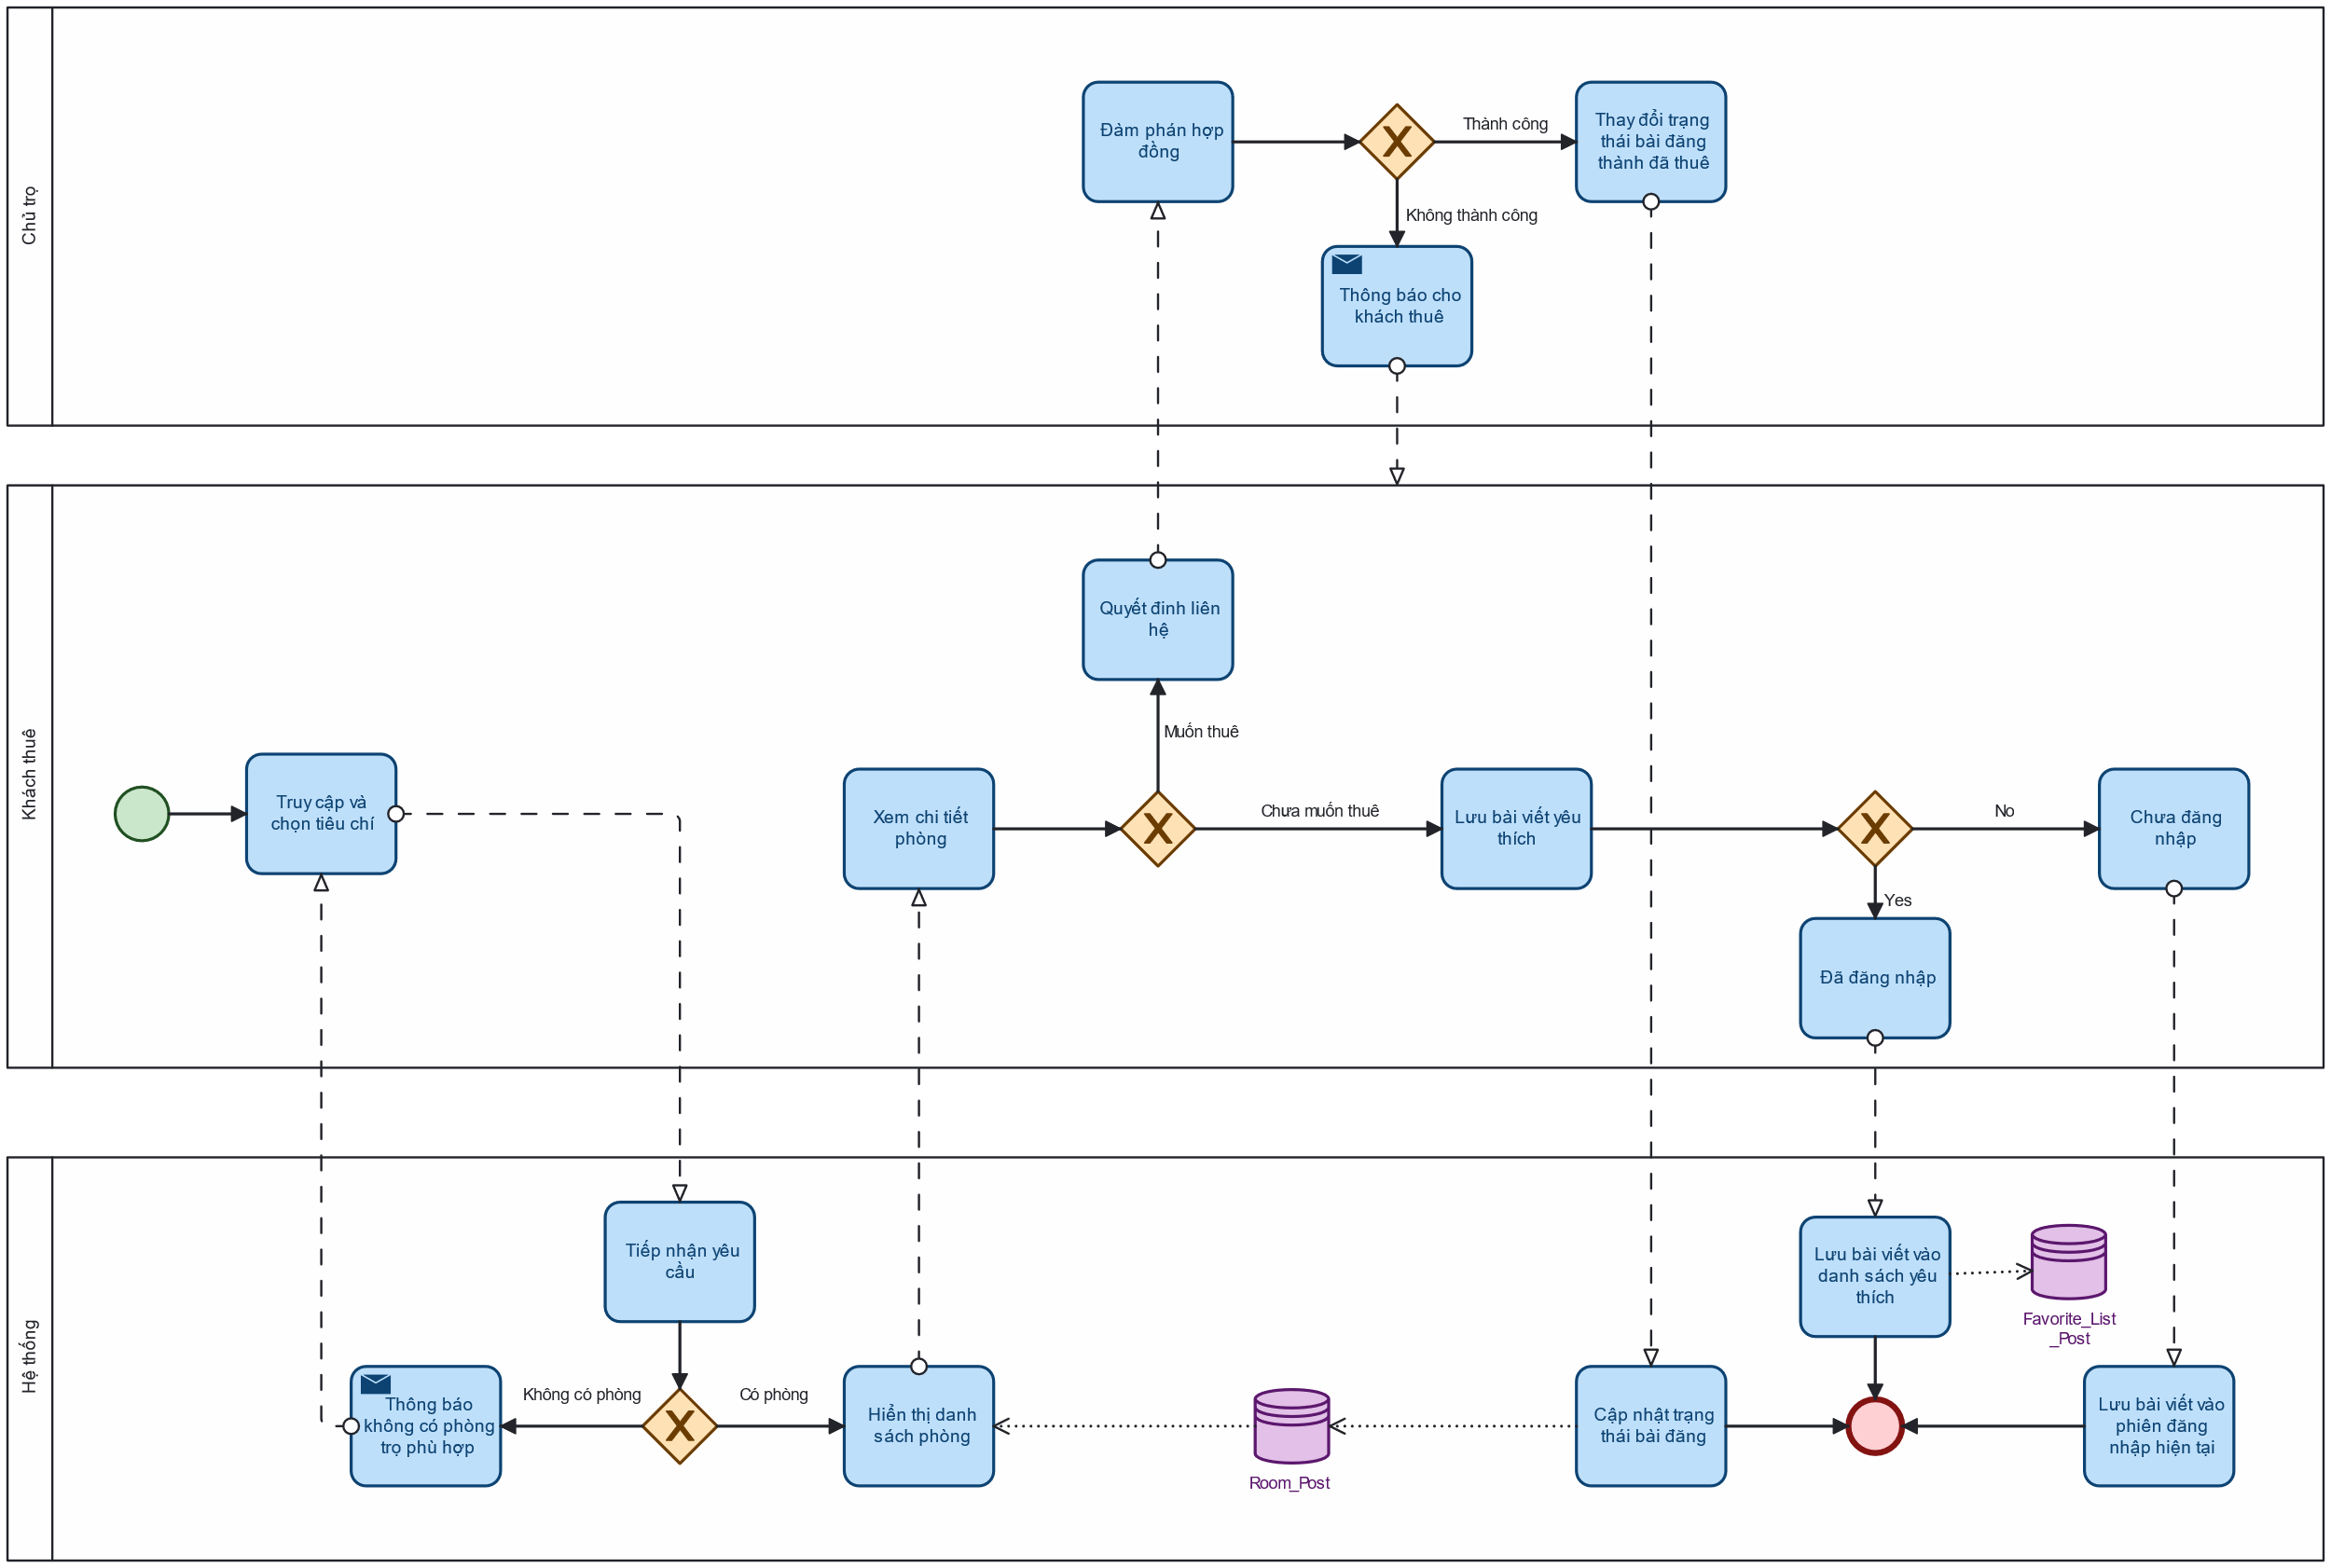 Chủ trọ
Đàm phán hợp
đồng
Thành công
Thay đổi trạng
thái bài đăng
thành đã thuê
Không thành công
Thông báo cho
khách thuê
Khách thuê
Quyết đinh liên
hệ
Muốn thuê
Truy cập và
chọn tiêu chí
Xem chi tiết
phòng
Chưa muốn thuê
Lưu bài viết yêu
thích
No
Chưa đăng
nhập
Yes
Đã đăng nhập
Hệ thống
Tiếp nhận yêu
cầu
Lưu bài viết vào
danh sách yêu
thích
Favorite_List
_Post
Không có phòng
Có phòng
Thông báo
không có phòng
trọ phù hợp
Hiển thị danh
sách phòng
Room_Post
Cập nhật trạng
thái bài đăng
Lưu bài viết vào
phiên đăng
nhập hiện tại